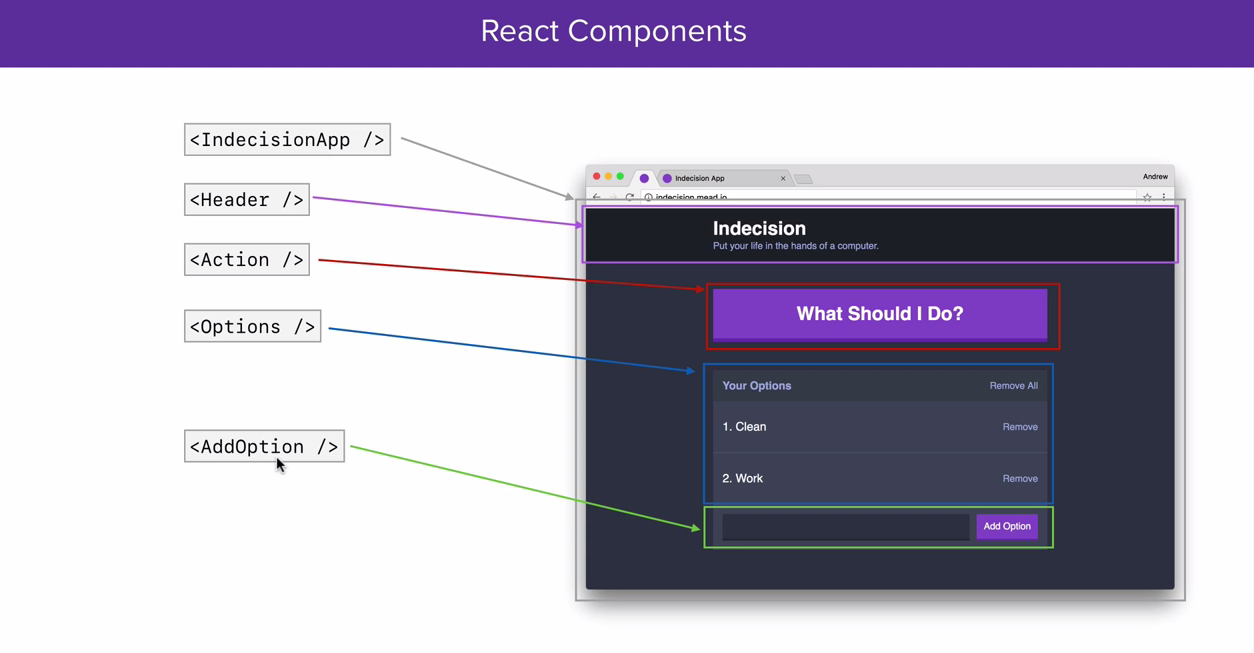 React Components
<IndecisionApp />
<Header />
<Action />
<Options />
<AddOption />
Indecision App
Andrew
indecision.mead.io
Indecision
Put your life in the hands of a computer.
What Should I Do?
Your Options Remove All
1. Clean Remove
2. Work Remove
Add Option